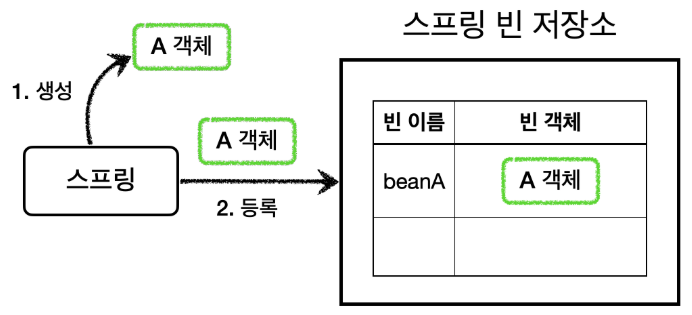 스프링 빈 저장소
A 객체
1. 생성
A 객체
스프링
2. 등록
빈 이름 빈 객체
beanA A 객체